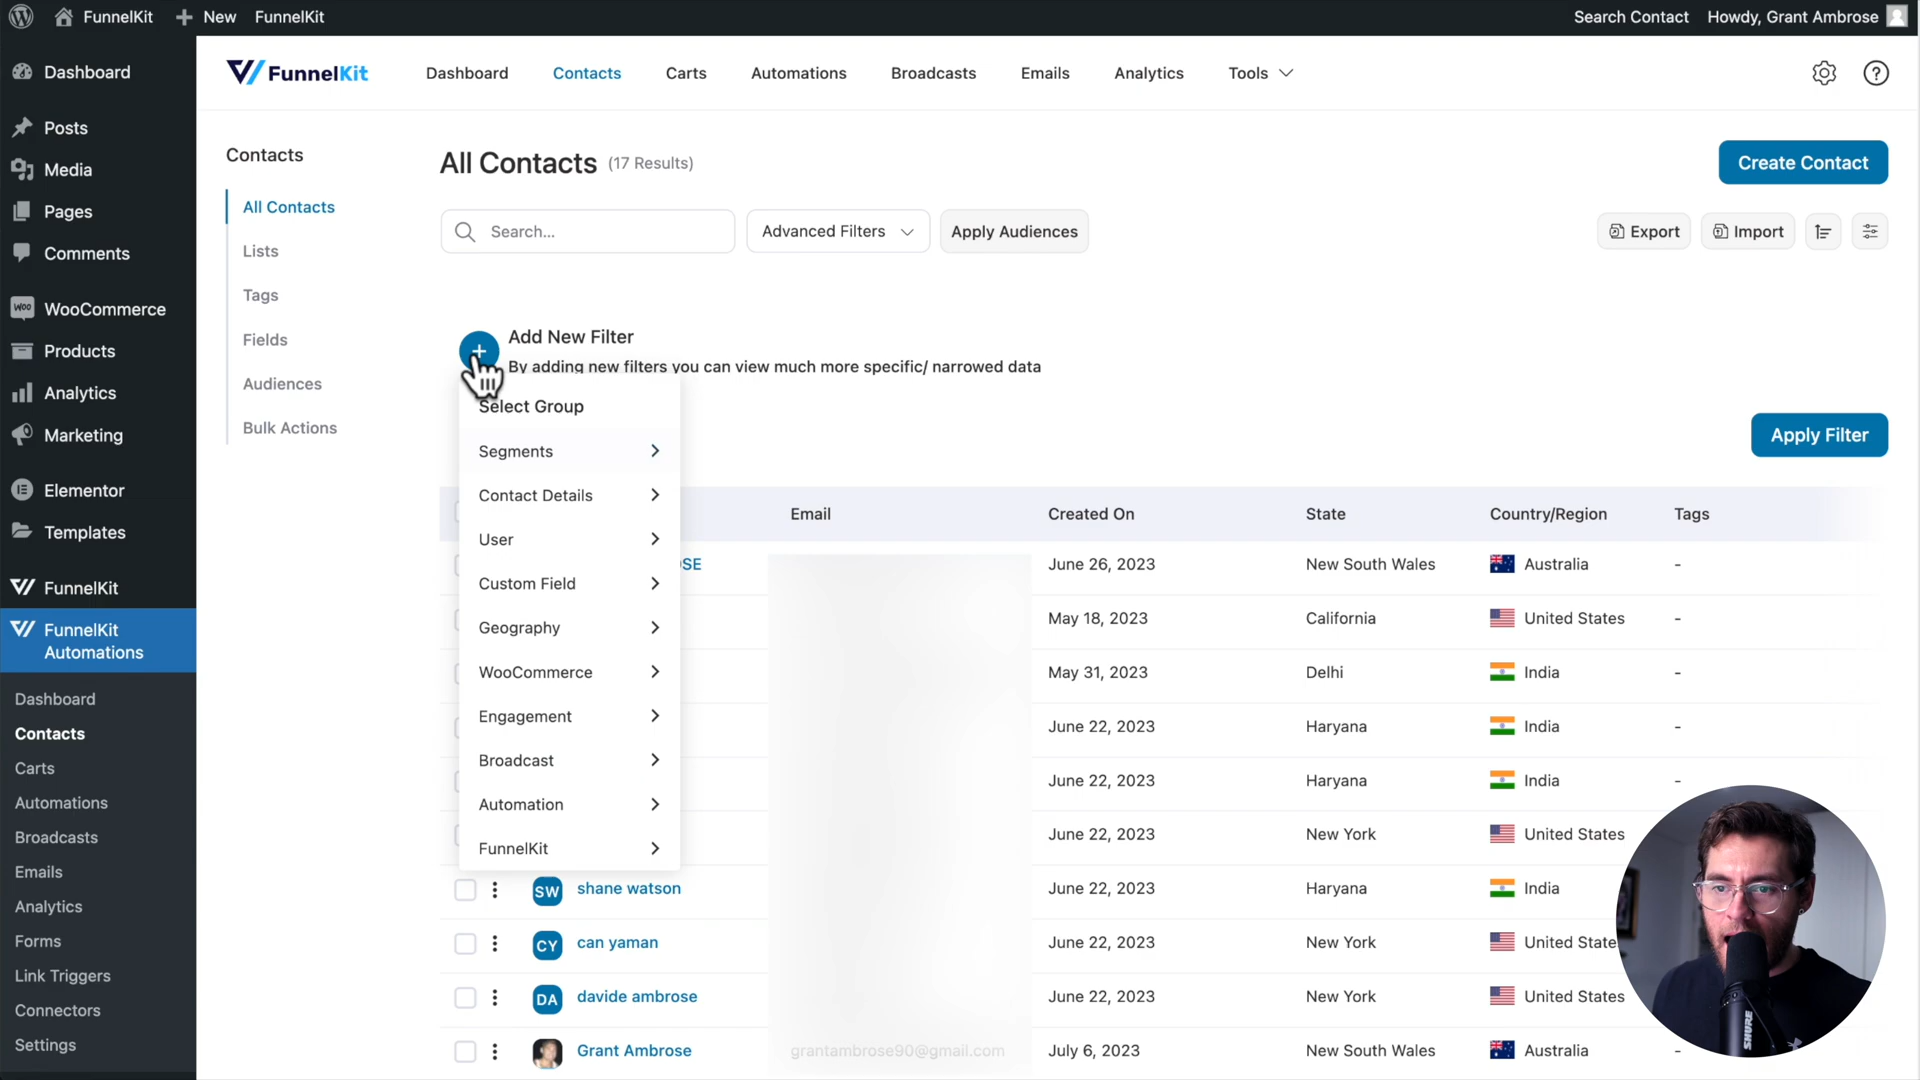 FunnelKit
New
FunnelKit
Search Contact
Howdy, Grant Ambrose
Dashboard
Posts
Media
Pages
Comments
WooCommerce
Products
Analytics
Marketing
Elementor
Templates
FunnelKit
FunnelKit
Automations
Dashboard
Contacts
Carts
Automations
Broadcasts
Emails
Analytics
Forms
Link Triggers
Connectors
Settings
FunnelKit
Dashboard
Contacts
Carts
Automations
Broadcasts
Emails
Analytics
Tools
Contacts
All Contacts
Lists
Tags
Fields
Audiences
Bulk Actions
All Contacts (17 Results)
Create Contact
Search...
Advanced Filters
Apply Audiences
Export
Import
Add New Filter
By adding new filters you can view much more specific/ narrowed data
Apply Filter
Select Group
Segments
Contact Details
User
Custom Field
Geography
WooCommerce
Engagement
Broadcast
Automation
FunnelKit
Email Created On State Country/Region Tags
June 26, 2023 New South Wales Australia -
May 18, 2023 California United States -
May 31, 2023 Delhi India -
June 22, 2023 Haryana India -
June 22, 2023 Haryana India -
June 22, 2023 New York United States
SW shane watson June 22, 2023 Haryana India
CY can yaman June 22, 2023 New York United State
DA davide ambrose June 22, 2023 New York United States
Grant Ambrose grantambrose90@gmail.com July 6, 2023 New South Wales Australia -
SHURE